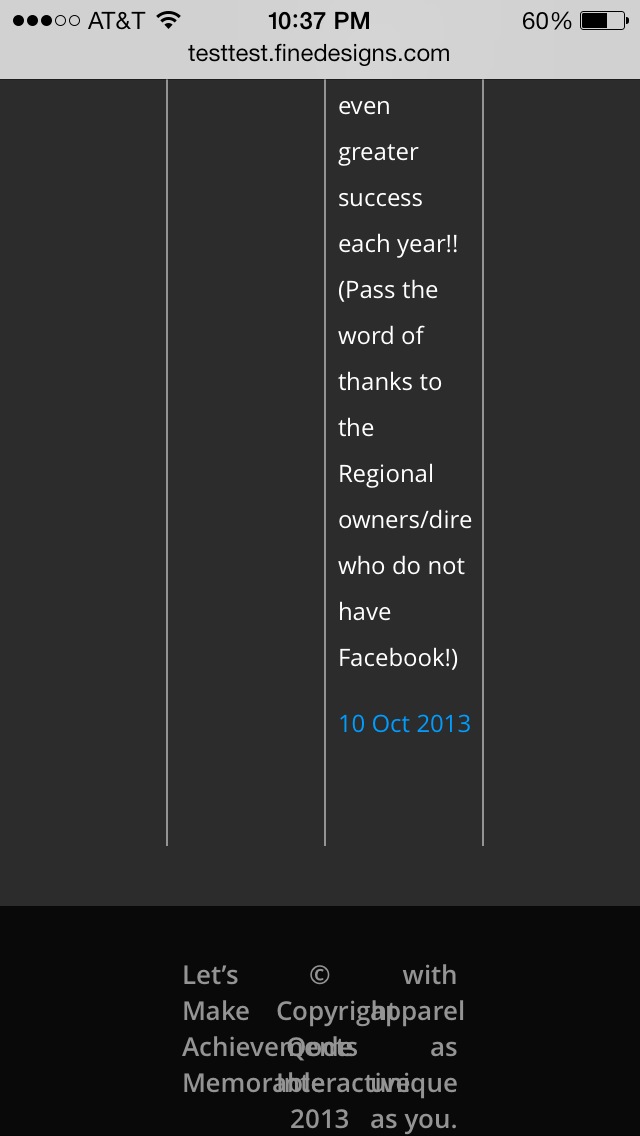 AT&T 10:37 PM 60%
testtest.finedesigns.com
even
greater
success
each year!!
(Pass the
word of
thanks to
the
Regional
owners/dire
who do not
have
Facebook!)
10 Oct 2013
Let’s © with
Make Copyright apparel
Achievements Qode as
Memorable Interactive unique
2013 as you.